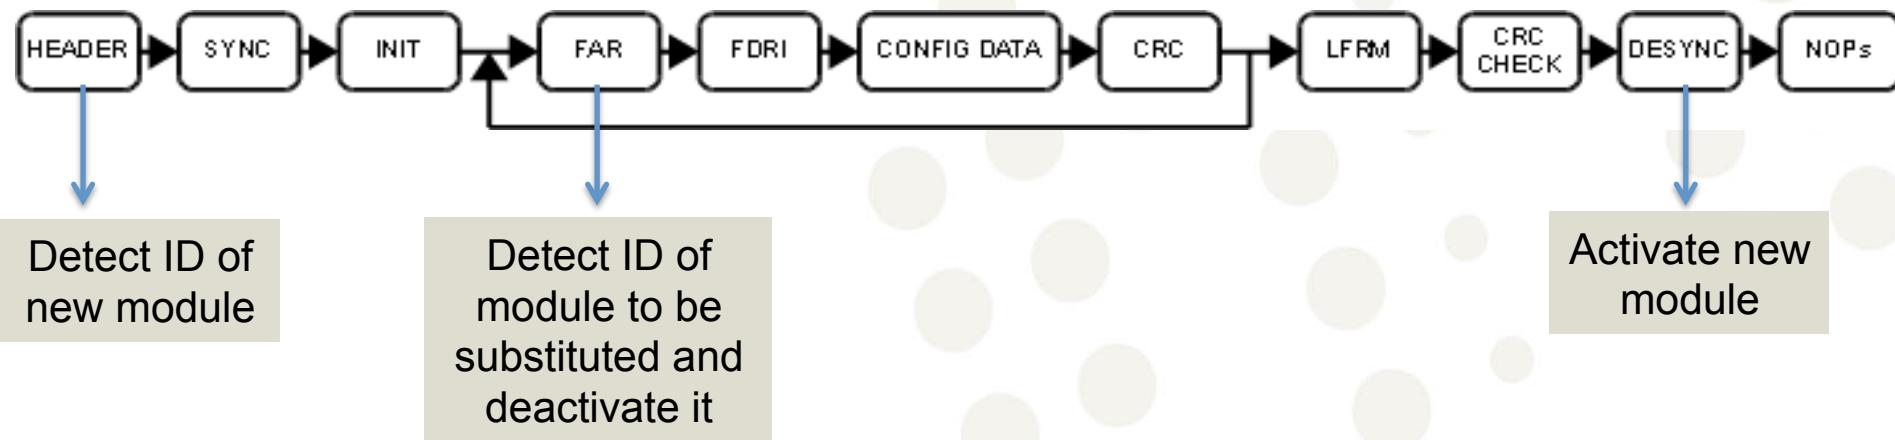 HEADER
SYNC
INIT
FAR
FDRI
CONFIG DATA
CRC
LFRM
CRC
CHECK
DESYNC
NOPs
Detect ID of
new module
Detect ID of
module to be
substituted and
deactivate it
Activate new
module